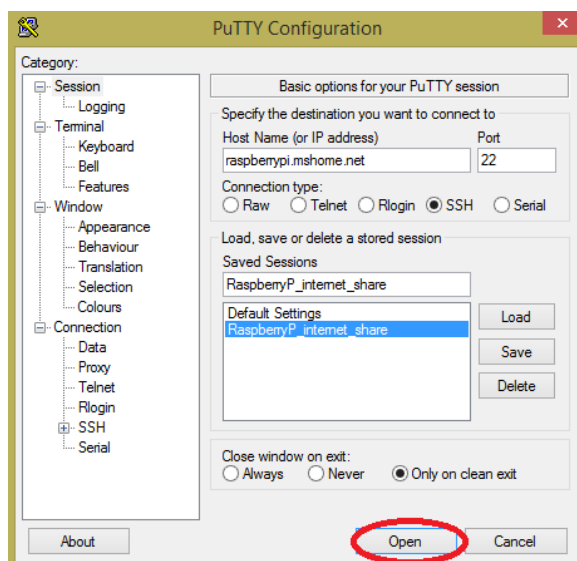 PuTTY Configuration
Category:
Session
Logging
Terminal
Keyboard
Bell
Features
Window
Appearance
Behaviour
Translation
Selection
Colours
Connection
Data
Proxy
Telnet
Rlogin
SSH
Serial
Basic options for your PuTTY session
Specify the destination you want to connect to
Host Name (or IP address) Port
raspberrypi.mshome.net 22
Connection type:
Raw Telnet Rlogin SSH Serial
Load, save or delete a stored session
Saved Sessions
RaspberryP_internet_share
Default Settings
RaspberryP_internet_share
Load
Save
Delete
Close window on exit:
Always Never Only on clean exit
About Open Cancel